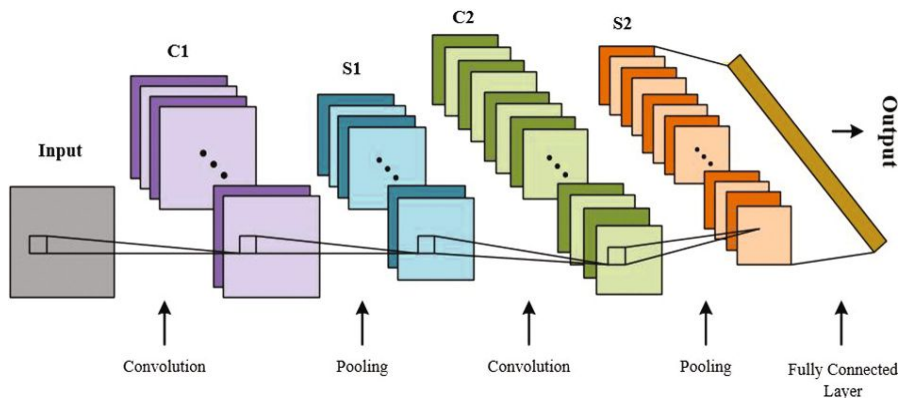 C2
S2
C1
S1
Input
Output
Convolution
Pooling
Convolution
Pooling
Fully Connected
Layer